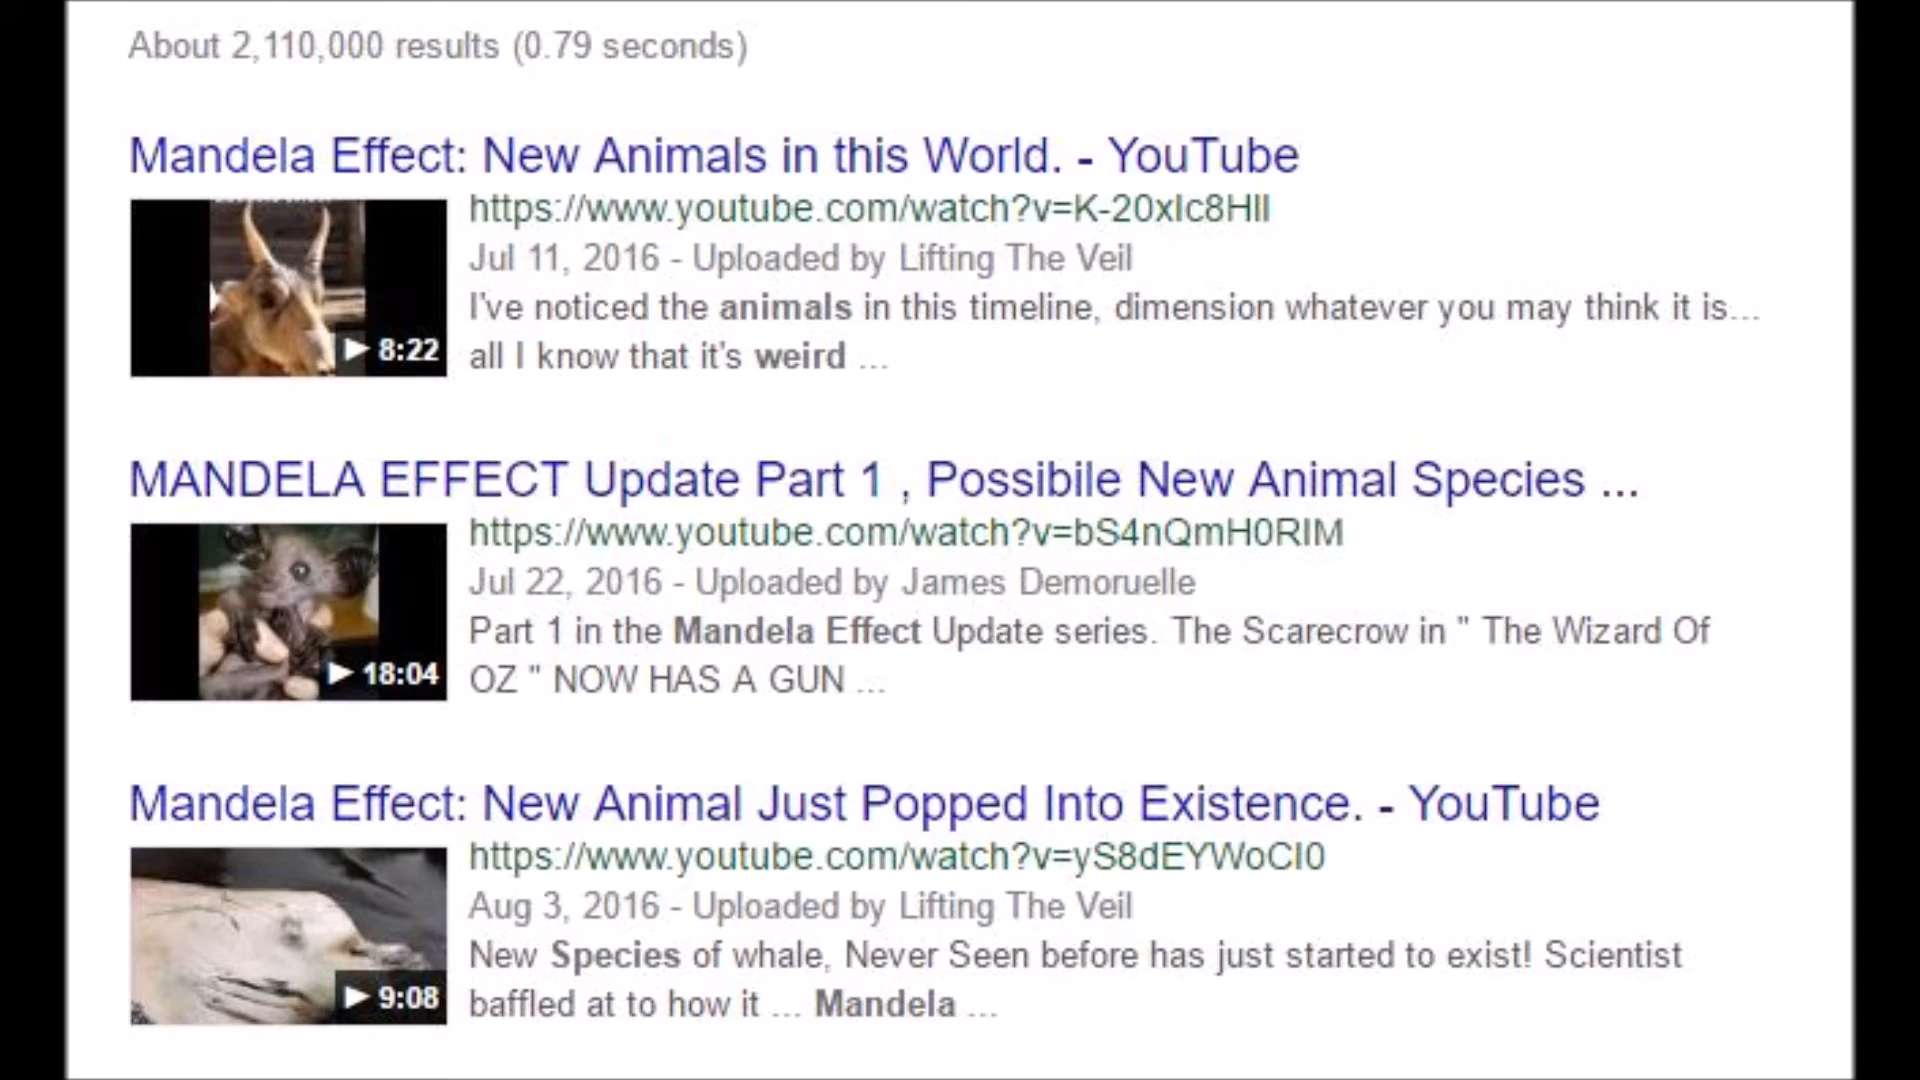 About 2,110,000 results (0.79 seconds)
Mandela Effect: New Animals in this World. - YouTube
https://www.youtube.com/watch?v=K-20xIc8HlI
Jul 11, 2016 - Uploaded by Lifting The Veil
I've noticed the animals in this timeline, dimension whatever you may think it is...
all I know that it's weird ...
8:22
MANDELA EFFECT Update Part 1 , Possibile New Animal Species ...
https://www.youtube.com/watch?v=bS4nQmH0RIM
Jul 22, 2016 - Uploaded by James Demoruelle
Part 1 in the Mandela Effect Update series. The Scarecrow in " The Wizard Of
OZ " NOW HAS A GUN ...
18:04
Mandela Effect: New Animal Just Popped Into Existence. - YouTube
https://www.youtube.com/watch?v=yS8dEYWoCI0
Aug 3, 2016 - Uploaded by Lifting The Veil
New Species of whale, Never Seen before has just started to exist! Scientist
baffled at to how it ... Mandela ...
9:08